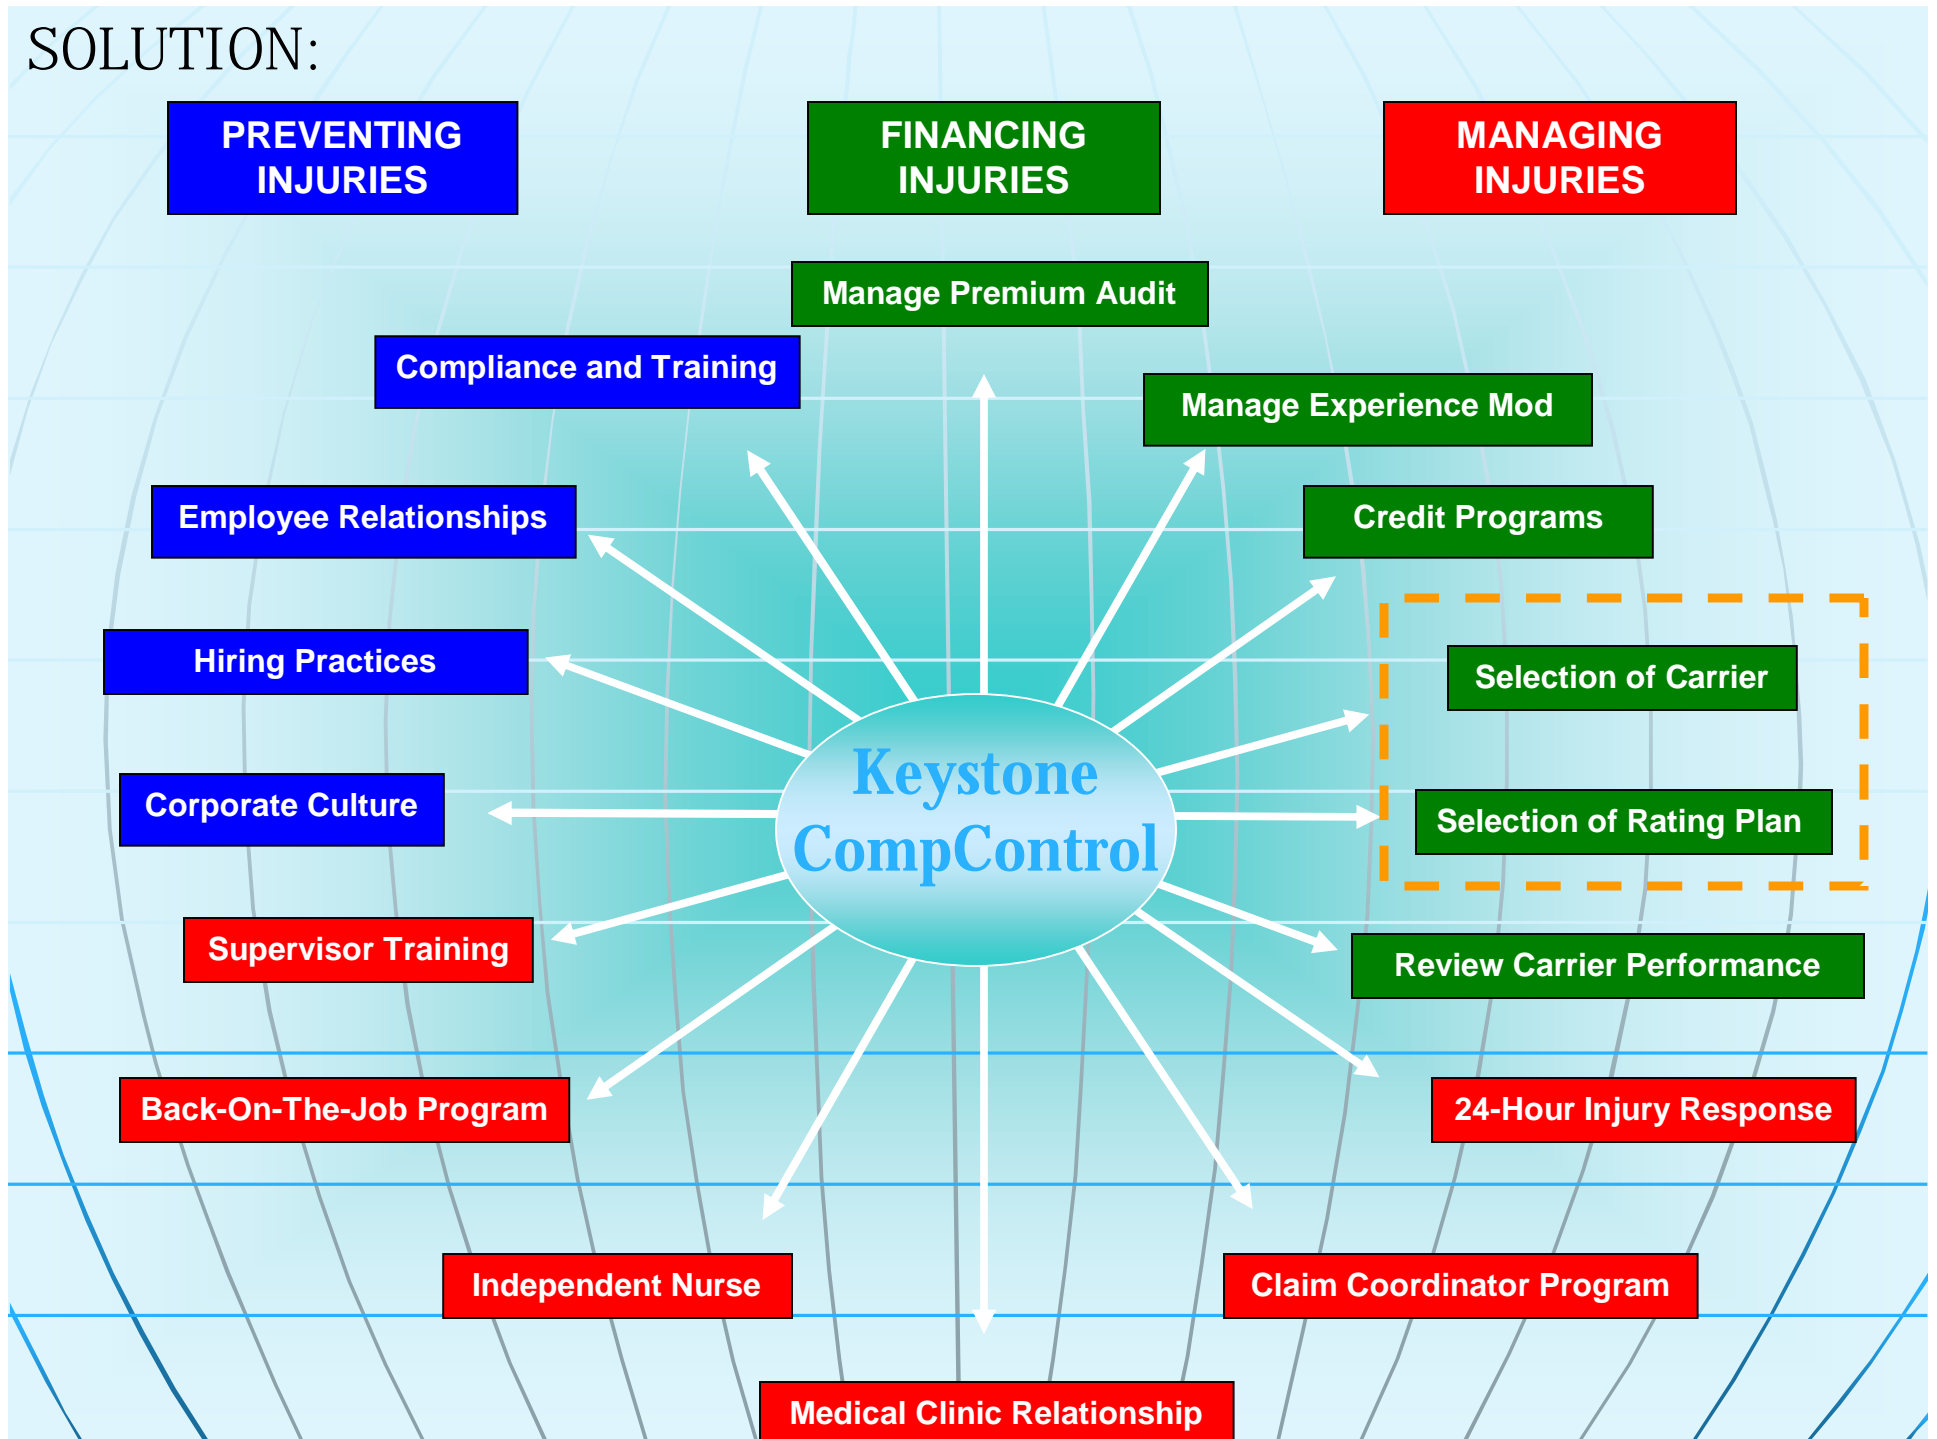 SOLUTION:
PREVENTING
INJURIES
FINANCING
INJURIES
MANAGING
INJURIES
Manage Premium Audit
Compliance and Training
Manage Experience Mod
Employee Relationships
Credit Programs
Hiring Practices
Selection of Carrier
Keystone
CompControl
Corporate Culture
Selection of Rating Plan
Supervisor Training
Review Carrier Performance
Back-On-The-Job Program
24-Hour Injury Response
Independent Nurse
Claim Coordinator Program
Medical Clinic Relationship